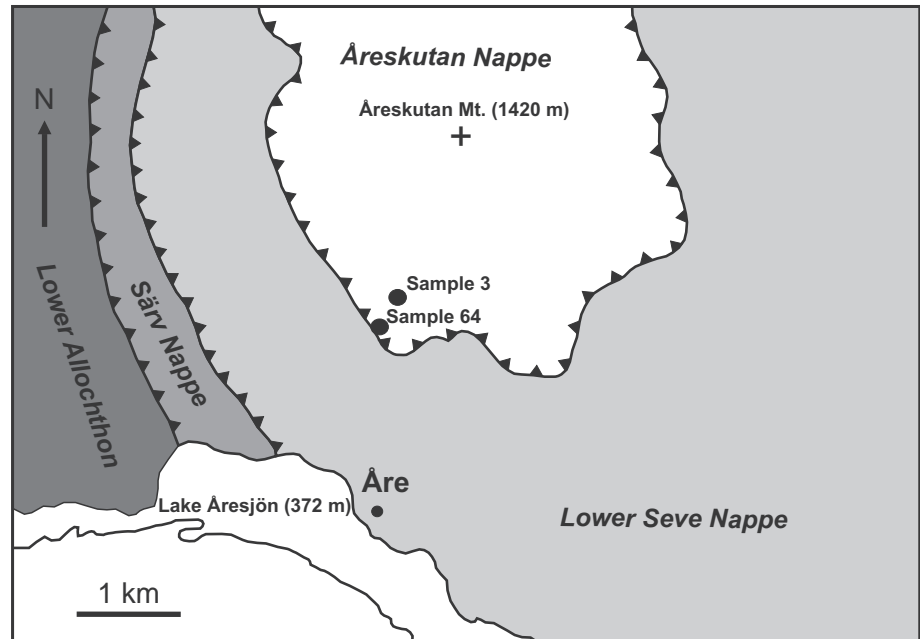 Åreskutan Nappe
Åreskutan Mt. (1420 m)
N
Sample 3
Sample 64
Lower Allochthon
Särv Nappe
Åre
Lake Åresjön (372 m)
Lower Seve Nappe
1 km